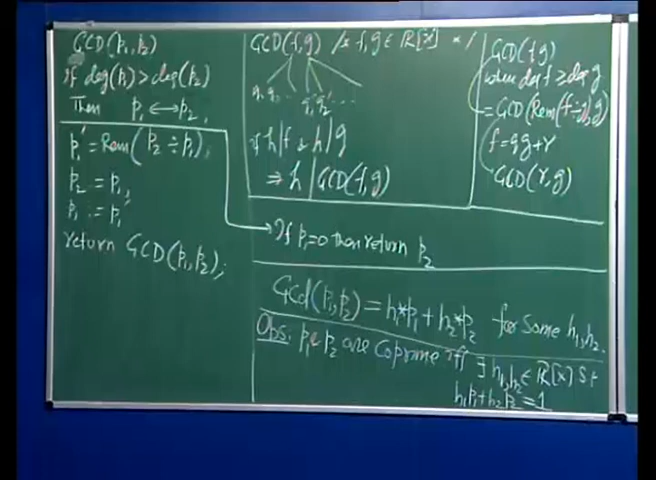 GCD(p₁,p₂)
if deg(p₁)>deg(p₂)
Then p₁⟷p₂,
p₁'=Rem(p₂÷p₁);
p₂=p₁,
p₁:=p₁'
return GCD(p₁,p₂);
GCD(f,g) /* f,g∈ℝ[x] */
if h|f & h|g
⇒ h | GCD(f,g)
GCD(f,g)
when deg f ≥ deg g
=GCD(Rem(f÷g),g)
f=qg+r
GCD(r,g)
If p₁=0 then return p₂
Gcd(p₁,p₂)=h₁*p₁+h₂*p₂ for some h₁,h₂.
Obs: p₁ & p₂ are coprime iff ∃ h₁,h₂∈ℝ[x] st
h₁p₁+h₂p₂=1